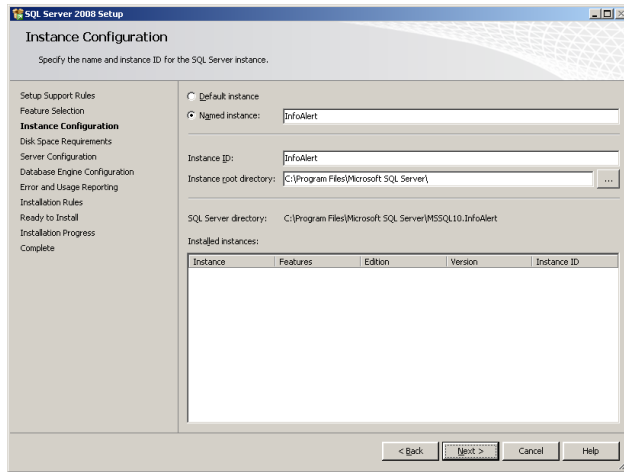 SQL Server 2008 Setup
Instance Configuration
Specify the name and instance ID for the SQL Server instance.
Setup Support Rules
Feature Selection
Instance Configuration
Disk Space Requirements
Server Configuration
Database Engine Configuration
Error and Usage Reporting
Installation Rules
Ready to Install
Installation Progress
Complete
Default instance
Named instance: InfoAlert
Instance ID: InfoAlert
Instance root directory: C:\Program Files\Microsoft SQL Server\ ...
SQL Server directory: C:\Program Files\Microsoft SQL Server\MSSQL10.InfoAlert
Installed instances:
Instance Features Edition Version Instance ID
< Back Next > Cancel Help